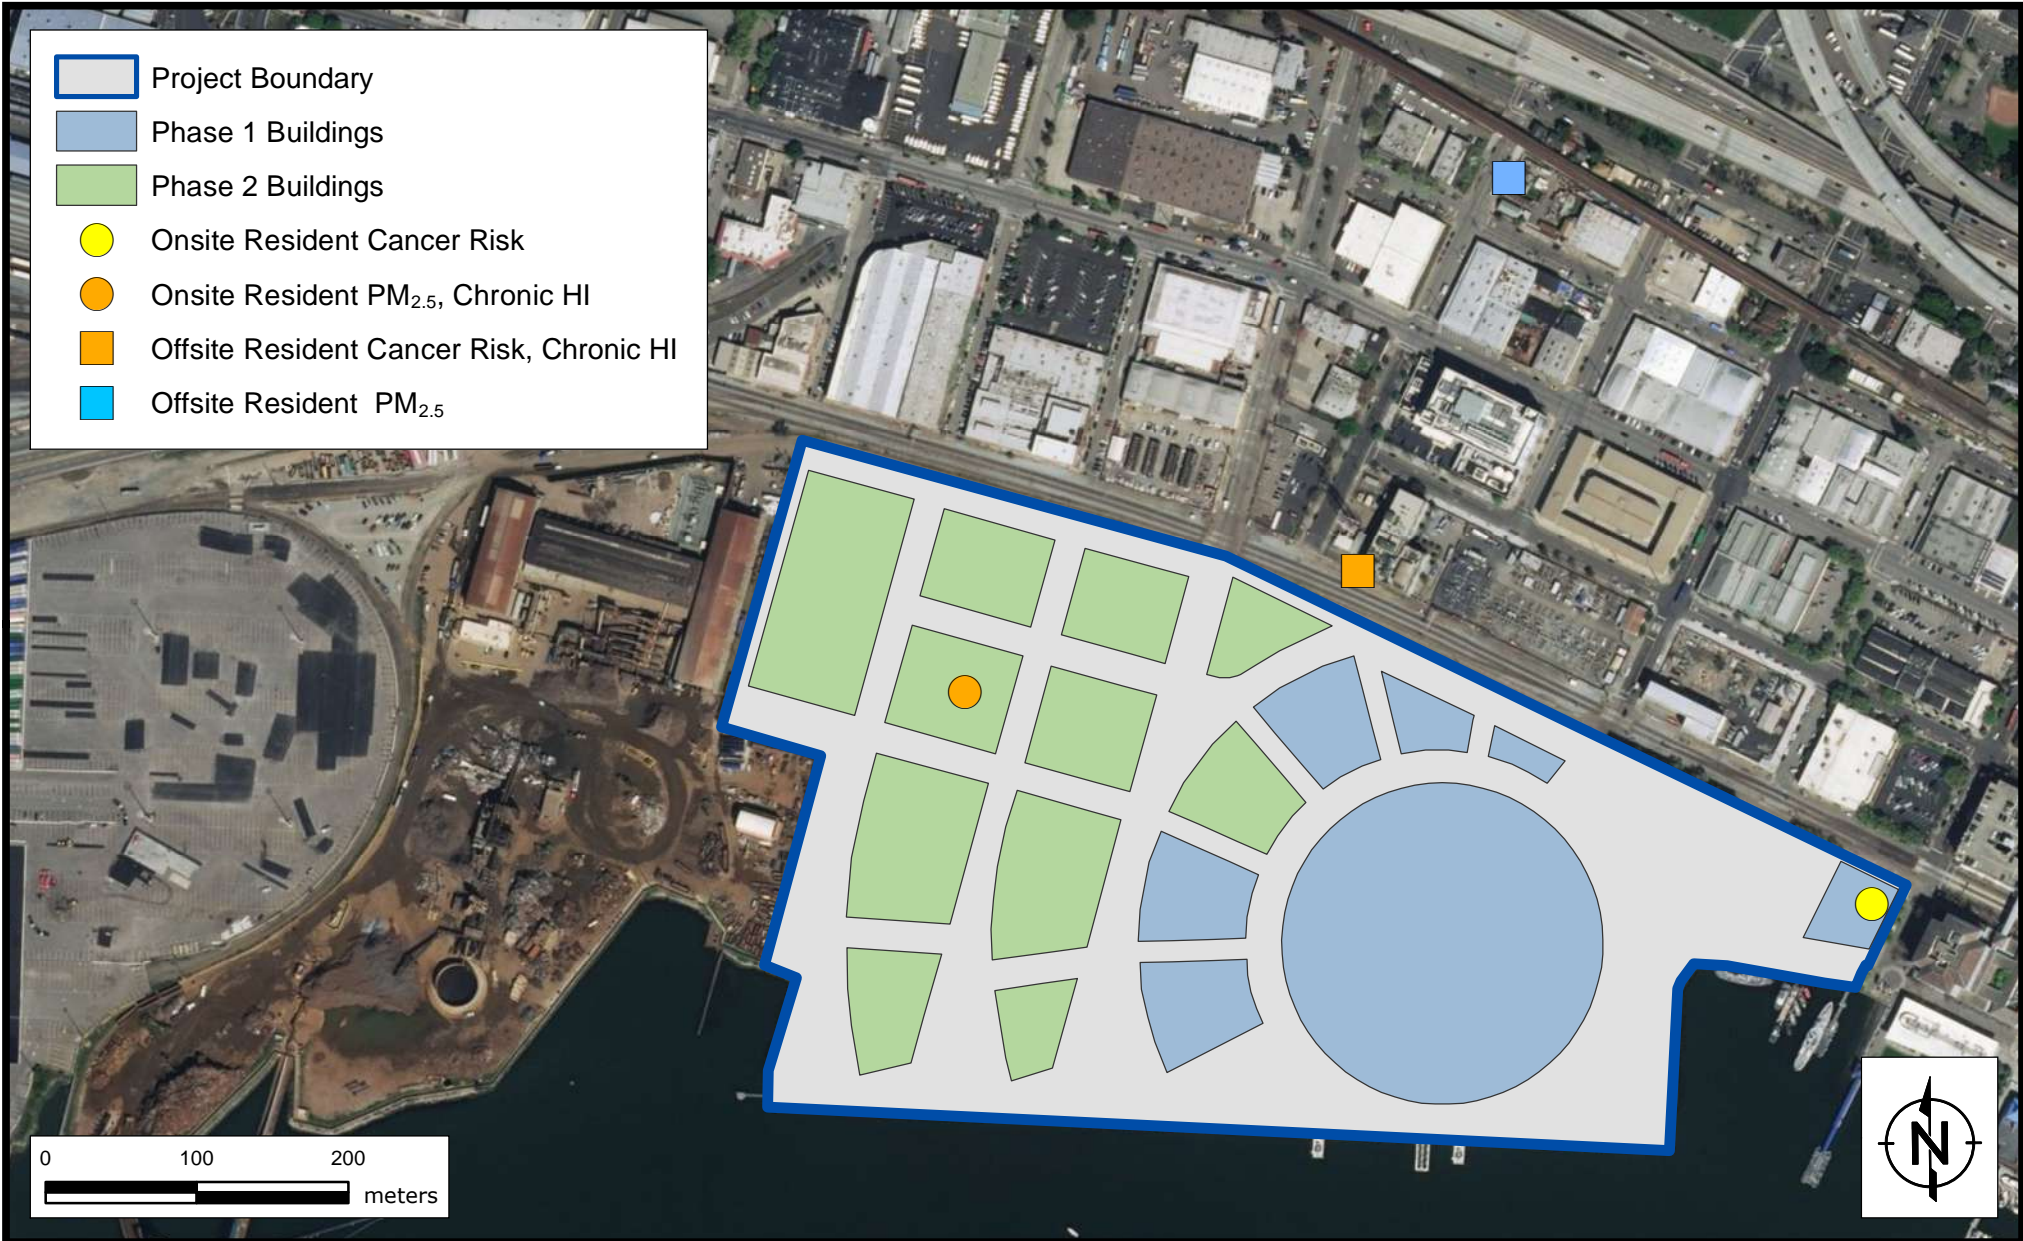 Project Boundary
Phase 1 Buildings
Phase 2 Buildings
Onsite Resident Cancer Risk
Onsite Resident PM2.5, Chronic HI
Offsite Resident Cancer Risk, Chronic HI
Offsite Resident PM2.5
0 100 200
meters
N